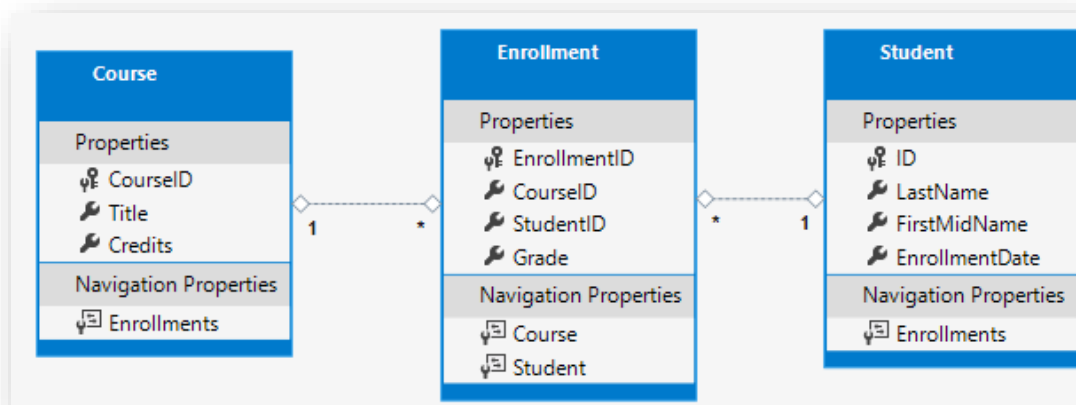 Course
Properties
CourseID
Title
Credits
Navigation Properties
Enrollments
1
*
Enrollment
Properties
EnrollmentID
CourseID
StudentID
Grade
Navigation Properties
Course
Student
*
1
Student
Properties
ID
LastName
FirstMidName
EnrollmentDate
Navigation Properties
Enrollments